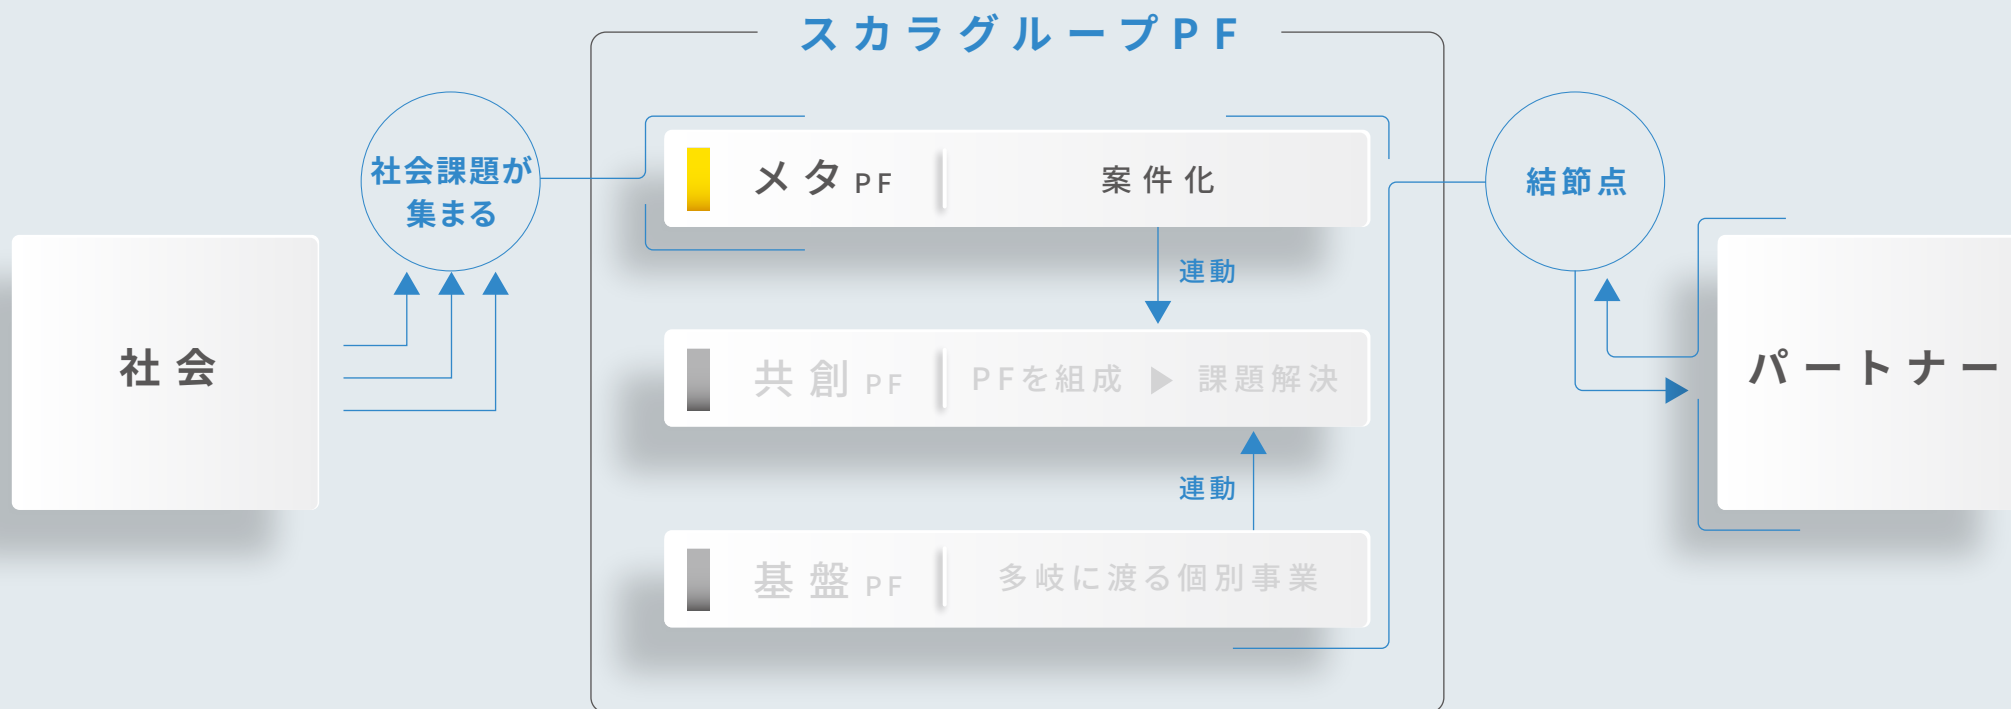 スカラグループPF
社会課題が
集まる
メタPF
案件化
結節点
連動
社会
共創PF
PFを組成 ▶ 課題解決
パートナー
連動
基盤PF
多岐に渡る個別事業